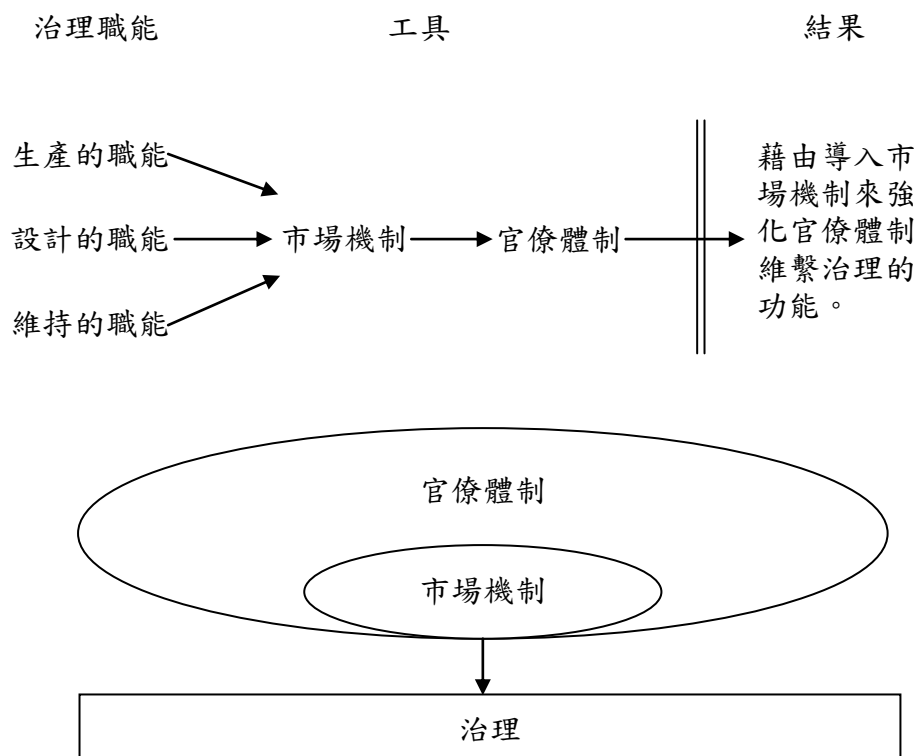 治理職能 工具 結果
生產的職能
設計的職能 市場機制 官僚體制
維持的職能
藉由導入市
場機制來強
化官僚體制
維繫治理的
功能。
官僚體制
市場機制
治理